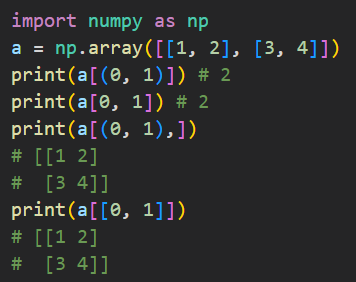 import numpy as np
a = np.array([[1, 2], [3, 4]])
print(a[(0, 1)]) # 2
print(a[0, 1]) # 2
print(a[(0, 1),])
# [[1 2]
#  [3 4]]
print(a[[0, 1]])
# [[1 2]
#  [3 4]]